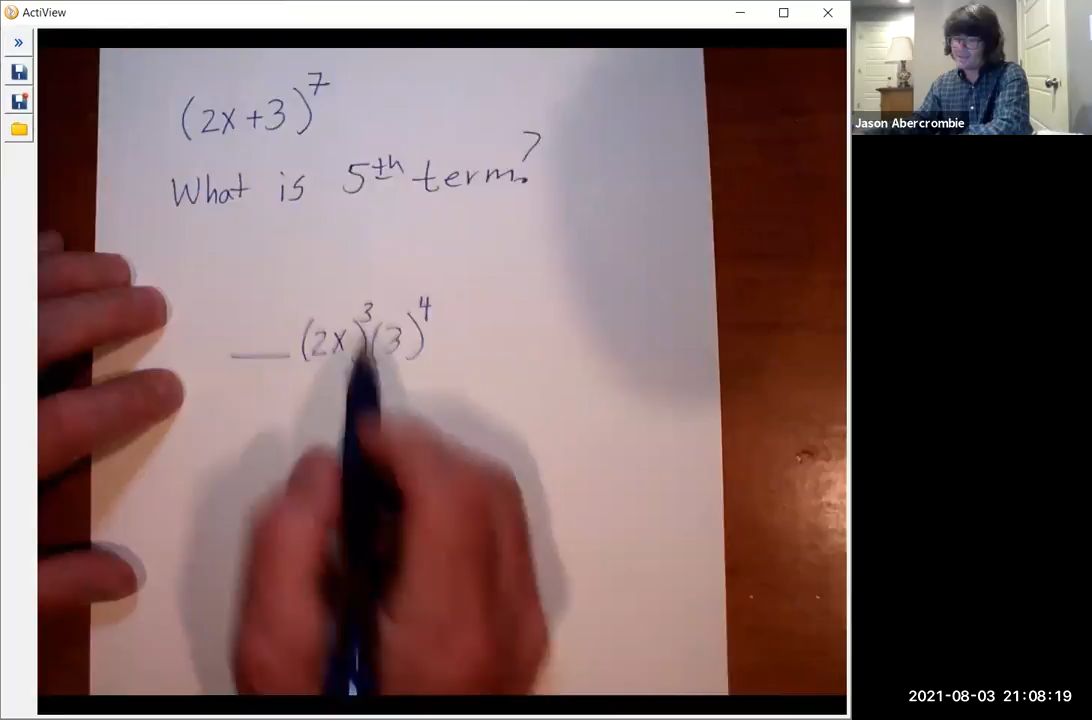 ActiView
(2x+3)^7
What is 5th term?
___ (2x)^3 (3)^4
Jason Abercrombie
2021-08-03 21:08:19